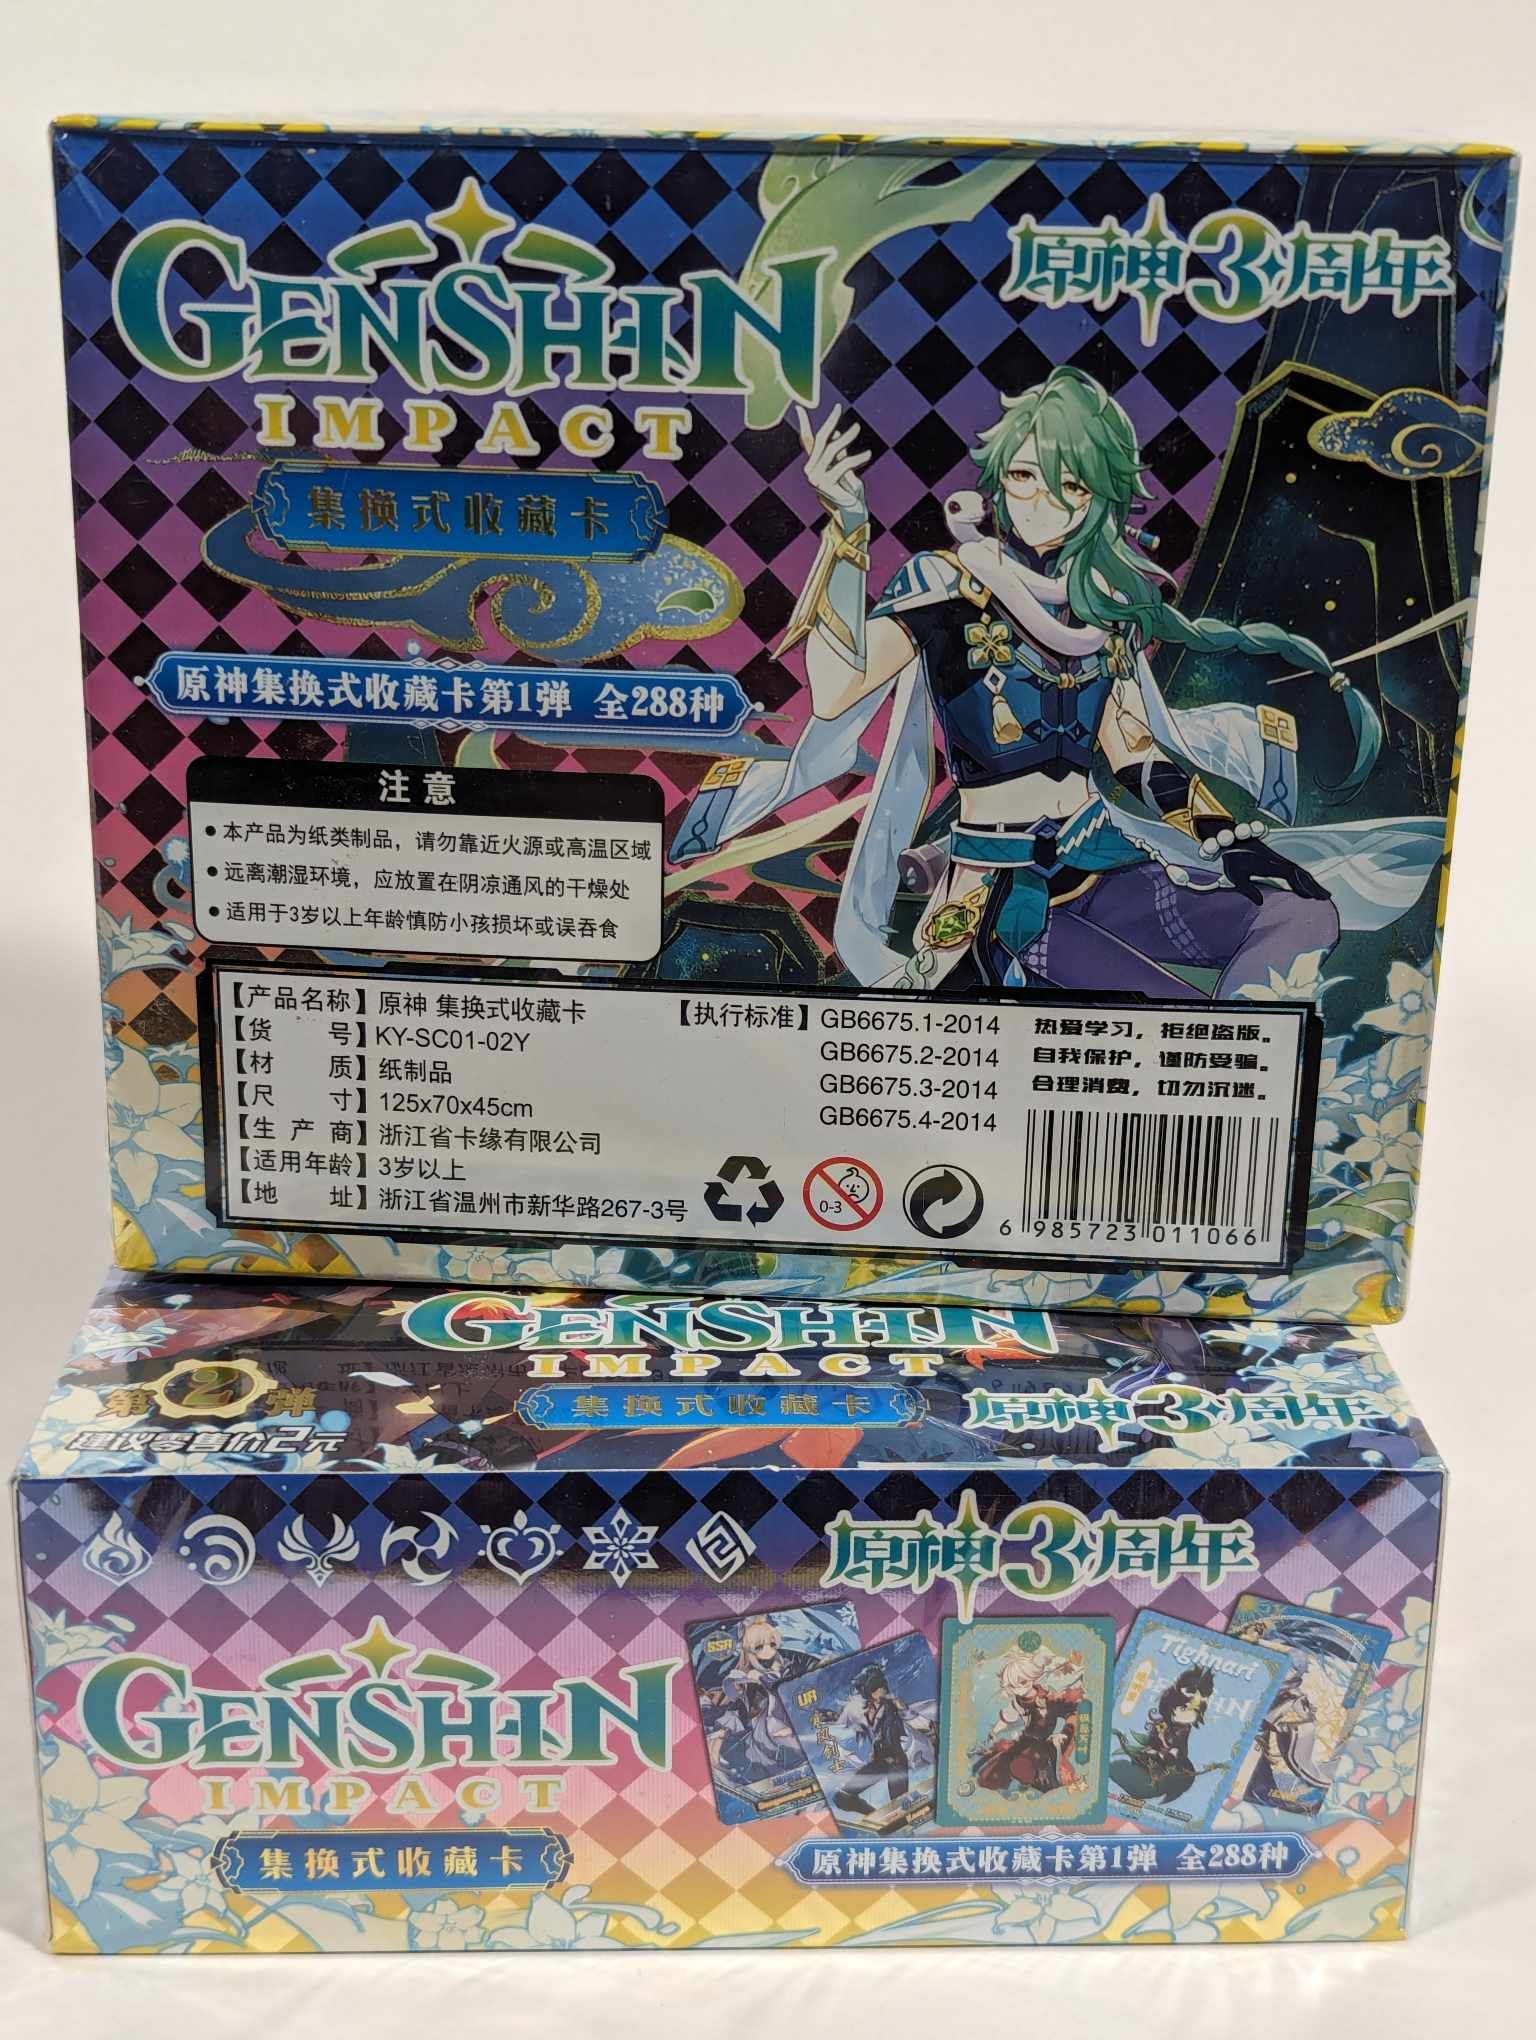 GENSHIN
IMPACT
原神3周年
集换式收藏卡
原神集换式收藏卡第1弹 全288种
注意
• 本产品为纸类制品，请勿靠近火源或高温区域
• 远离潮湿环境，应放置在阴凉通风的干燥处
• 适用于3岁以上年龄慎防小孩损坏或误吞食
【产品名称】原神 集换式收藏卡
【货 号】KY-SC01-02Y
【材 质】纸制品
【尺 寸】125x70x45cm
【生 产 商】浙江省卡缘有限公司
【适用年龄】3岁以上
【地 址】浙江省温州市新华路267-3号
【执行标准】GB6675.1-2014
GB6675.2-2014
GB6675.3-2014
GB6675.4-2014
热爱学习，拒绝盗版。
自我保护，谨防受骗。
合理消费，切勿沉迷。
0-3
6 985723 011066
GENSHIN
IMPACT
第2弹
集换式收藏卡
原神3周年
建议零售价2元
原神3周年
GENSHIN
IMPACT
集换式收藏卡
SSR
UR
Tighnari
原神集换式收藏卡第1弹 全288种